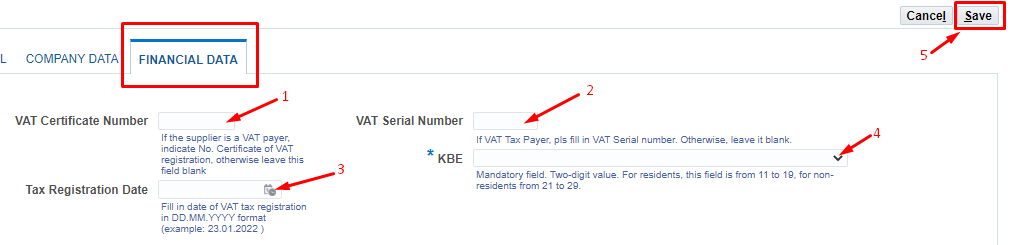 Cancel Save
5
L COMPANY DATA FINANCIAL DATA
1 2
VAT Certificate Number VAT Serial Number
If the supplier is a VAT payer,
indicate No. Certificate of VAT
registration, otherwise leave this
field blank
If VAT Tax Payer, pls fill in VAT Serial number. Otherwise, leave it blank.
4
* KBE
Mandatory field. Two-digit value. For residents, this field is from 11 to 19, for non-
residents from 21 to 29.
3
Tax Registration Date
Fill in date of VAT tax registration
in DD.MM.YYYY format
(example: 23.01.2022 )